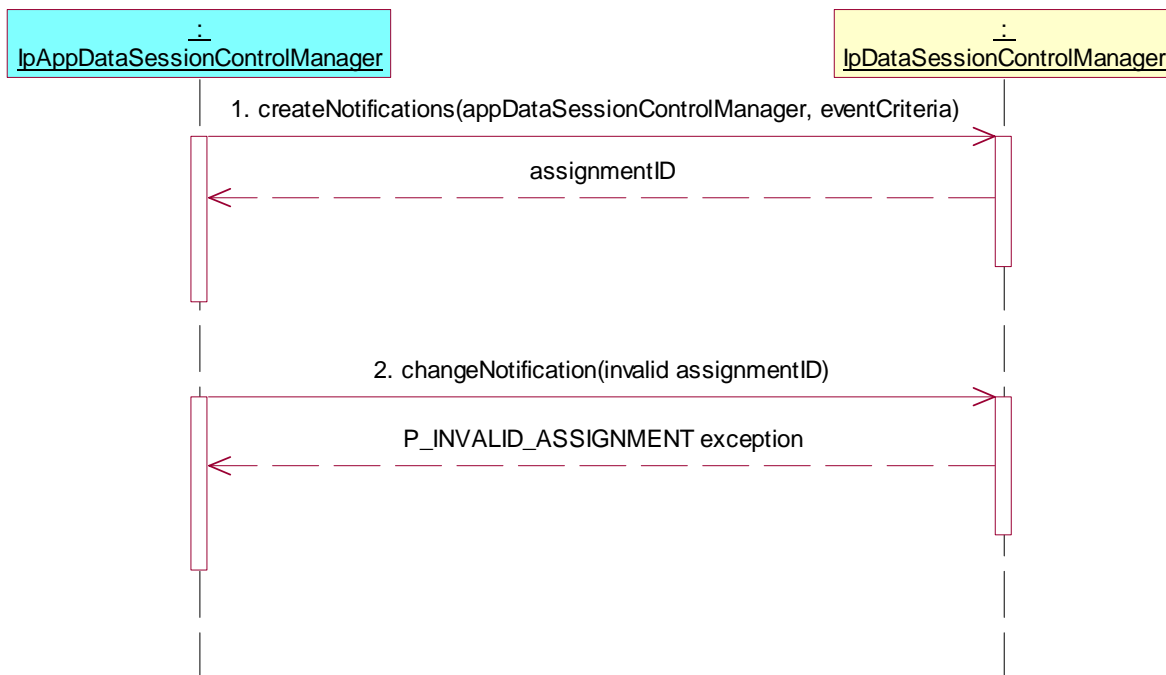 :
IpAppDataSessionControlManager
:
IpDataSessionControlManager
1. createNotifications(appDataSessionControlManager, eventCriteria)
assignmentID
2. changeNotification(invalid assignmentID)
P_INVALID_ASSIGNMENT exception